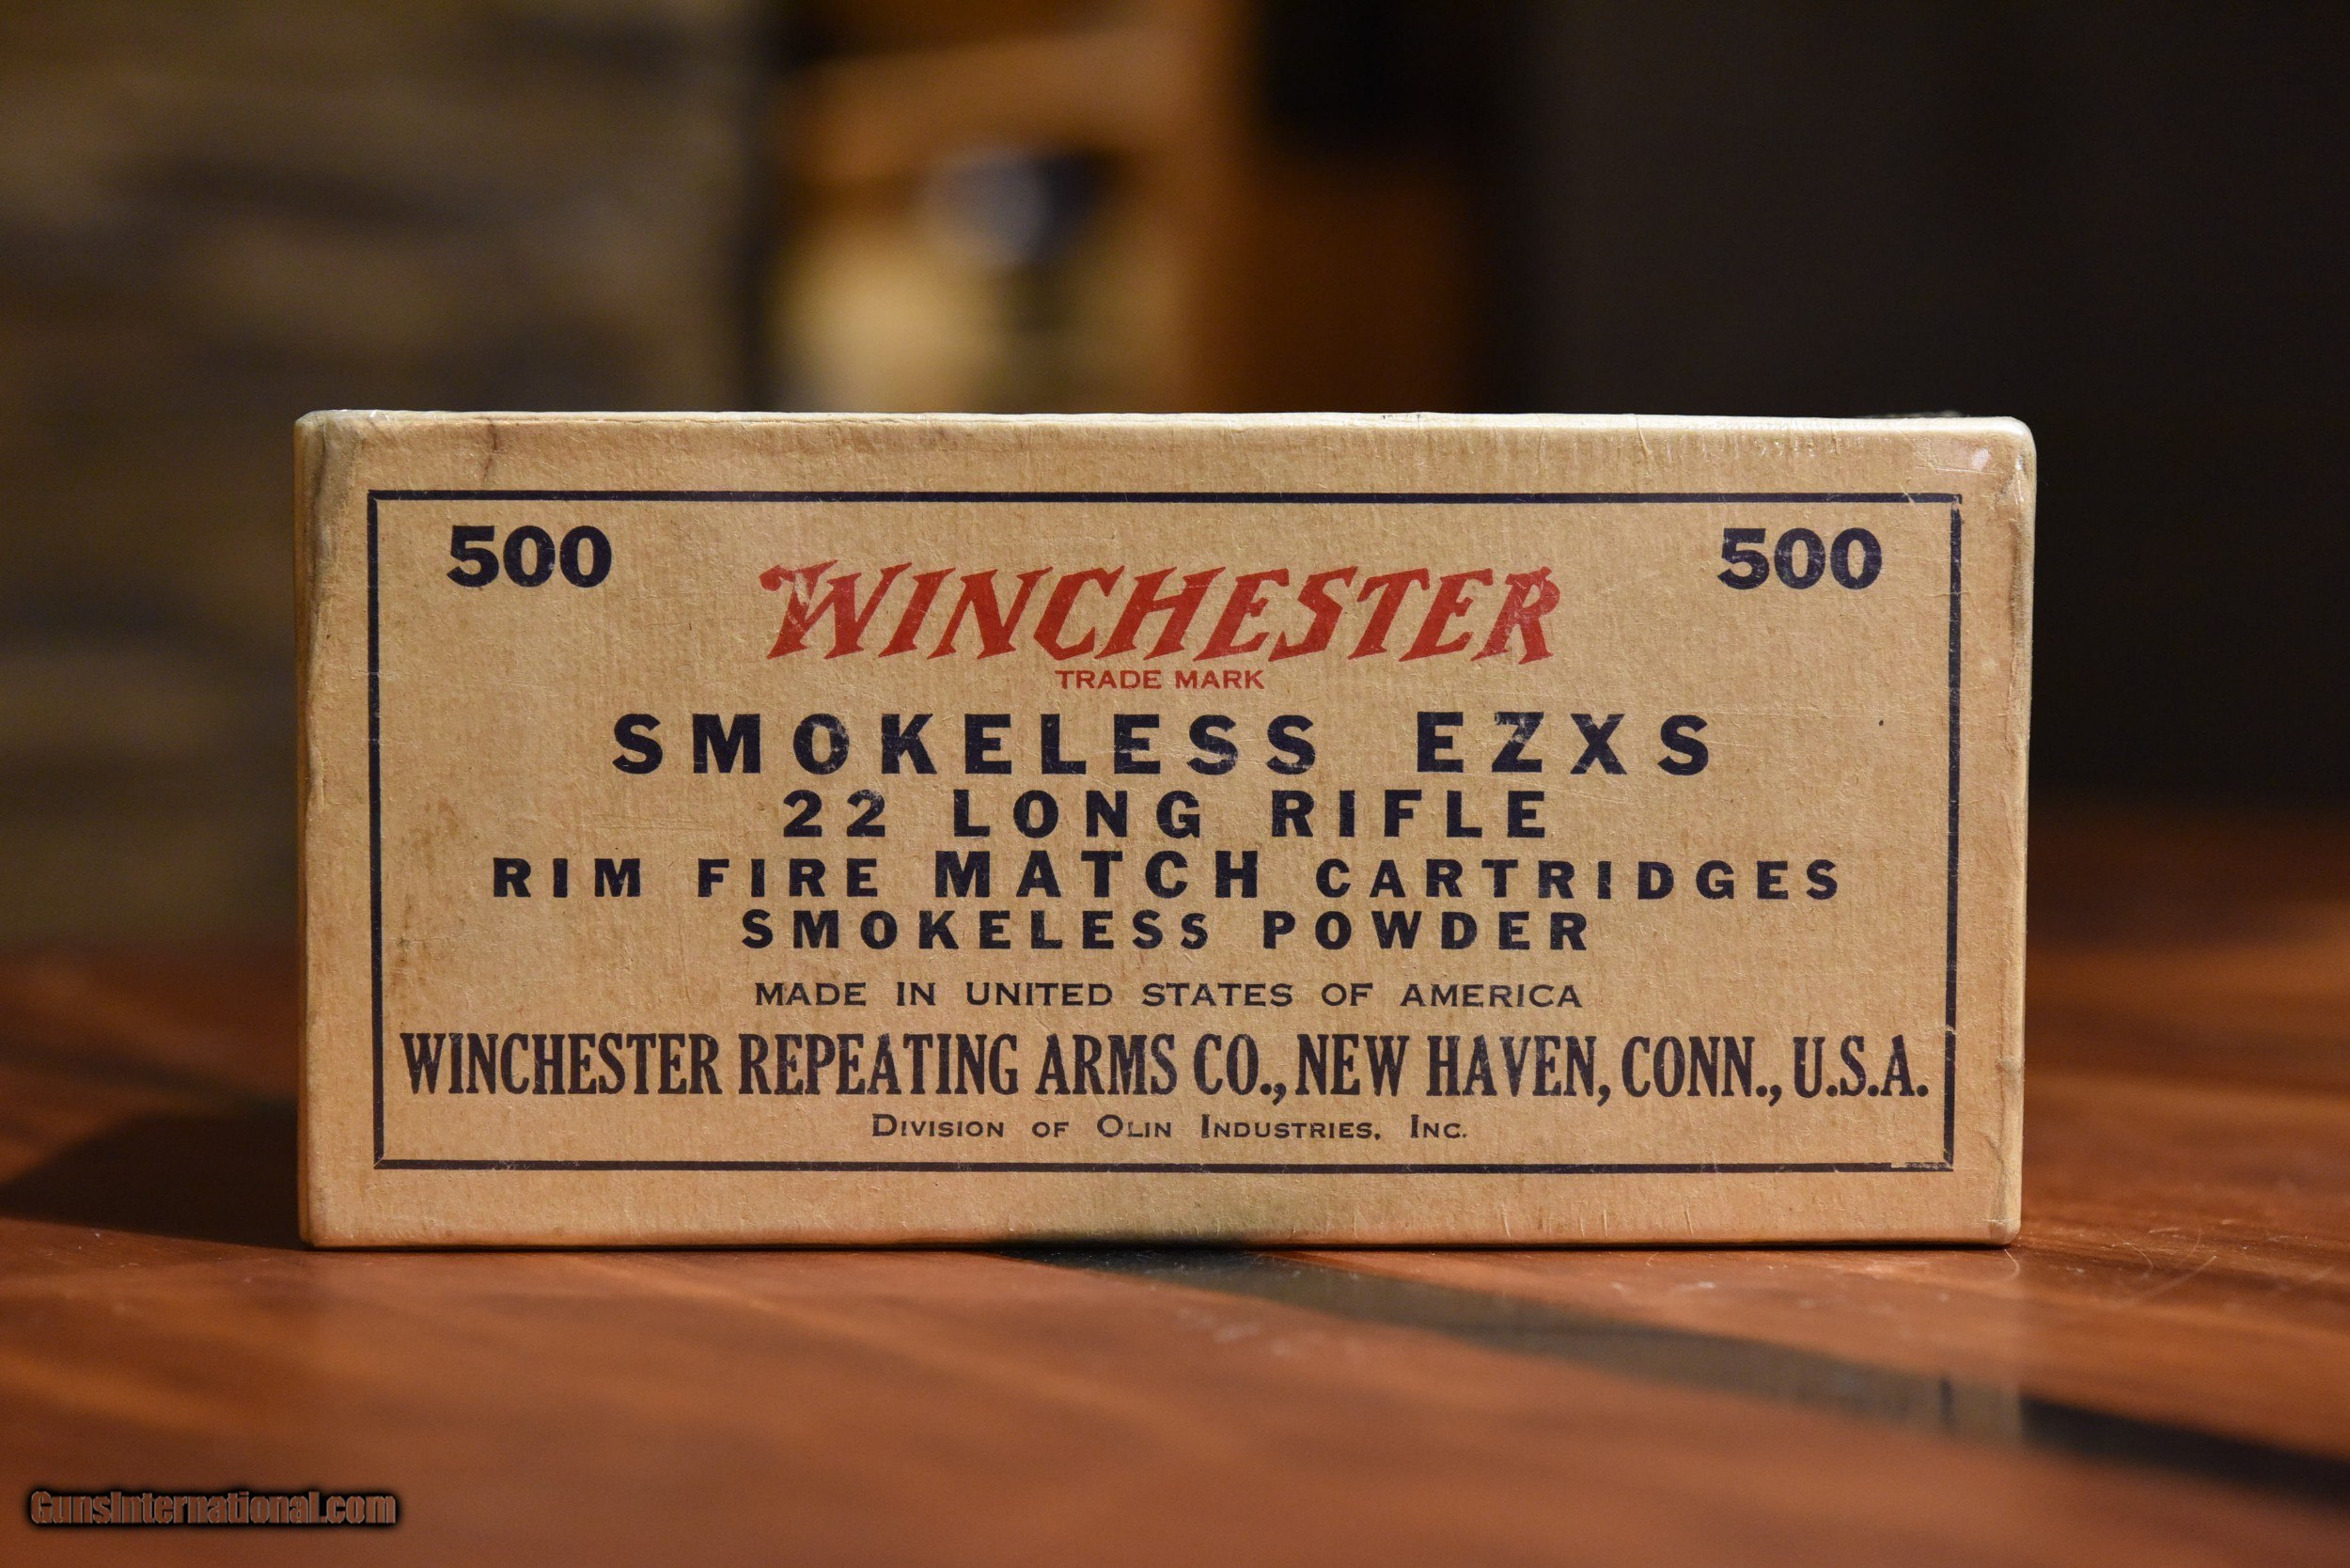 500 500
WINCHESTER
TRADE MARK
SMOKELESS EZXS
22 LONG RIFLE
RIM FIRE MATCH CARTRIDGES
SMOKELESS POWDER
MADE IN UNITED STATES OF AMERICA
WINCHESTER REPEATING ARMS CO., NEW HAVEN, CONN., U.S.A.
DIVISION OF OLIN INDUSTRIES, INC.
GunsInternational.com